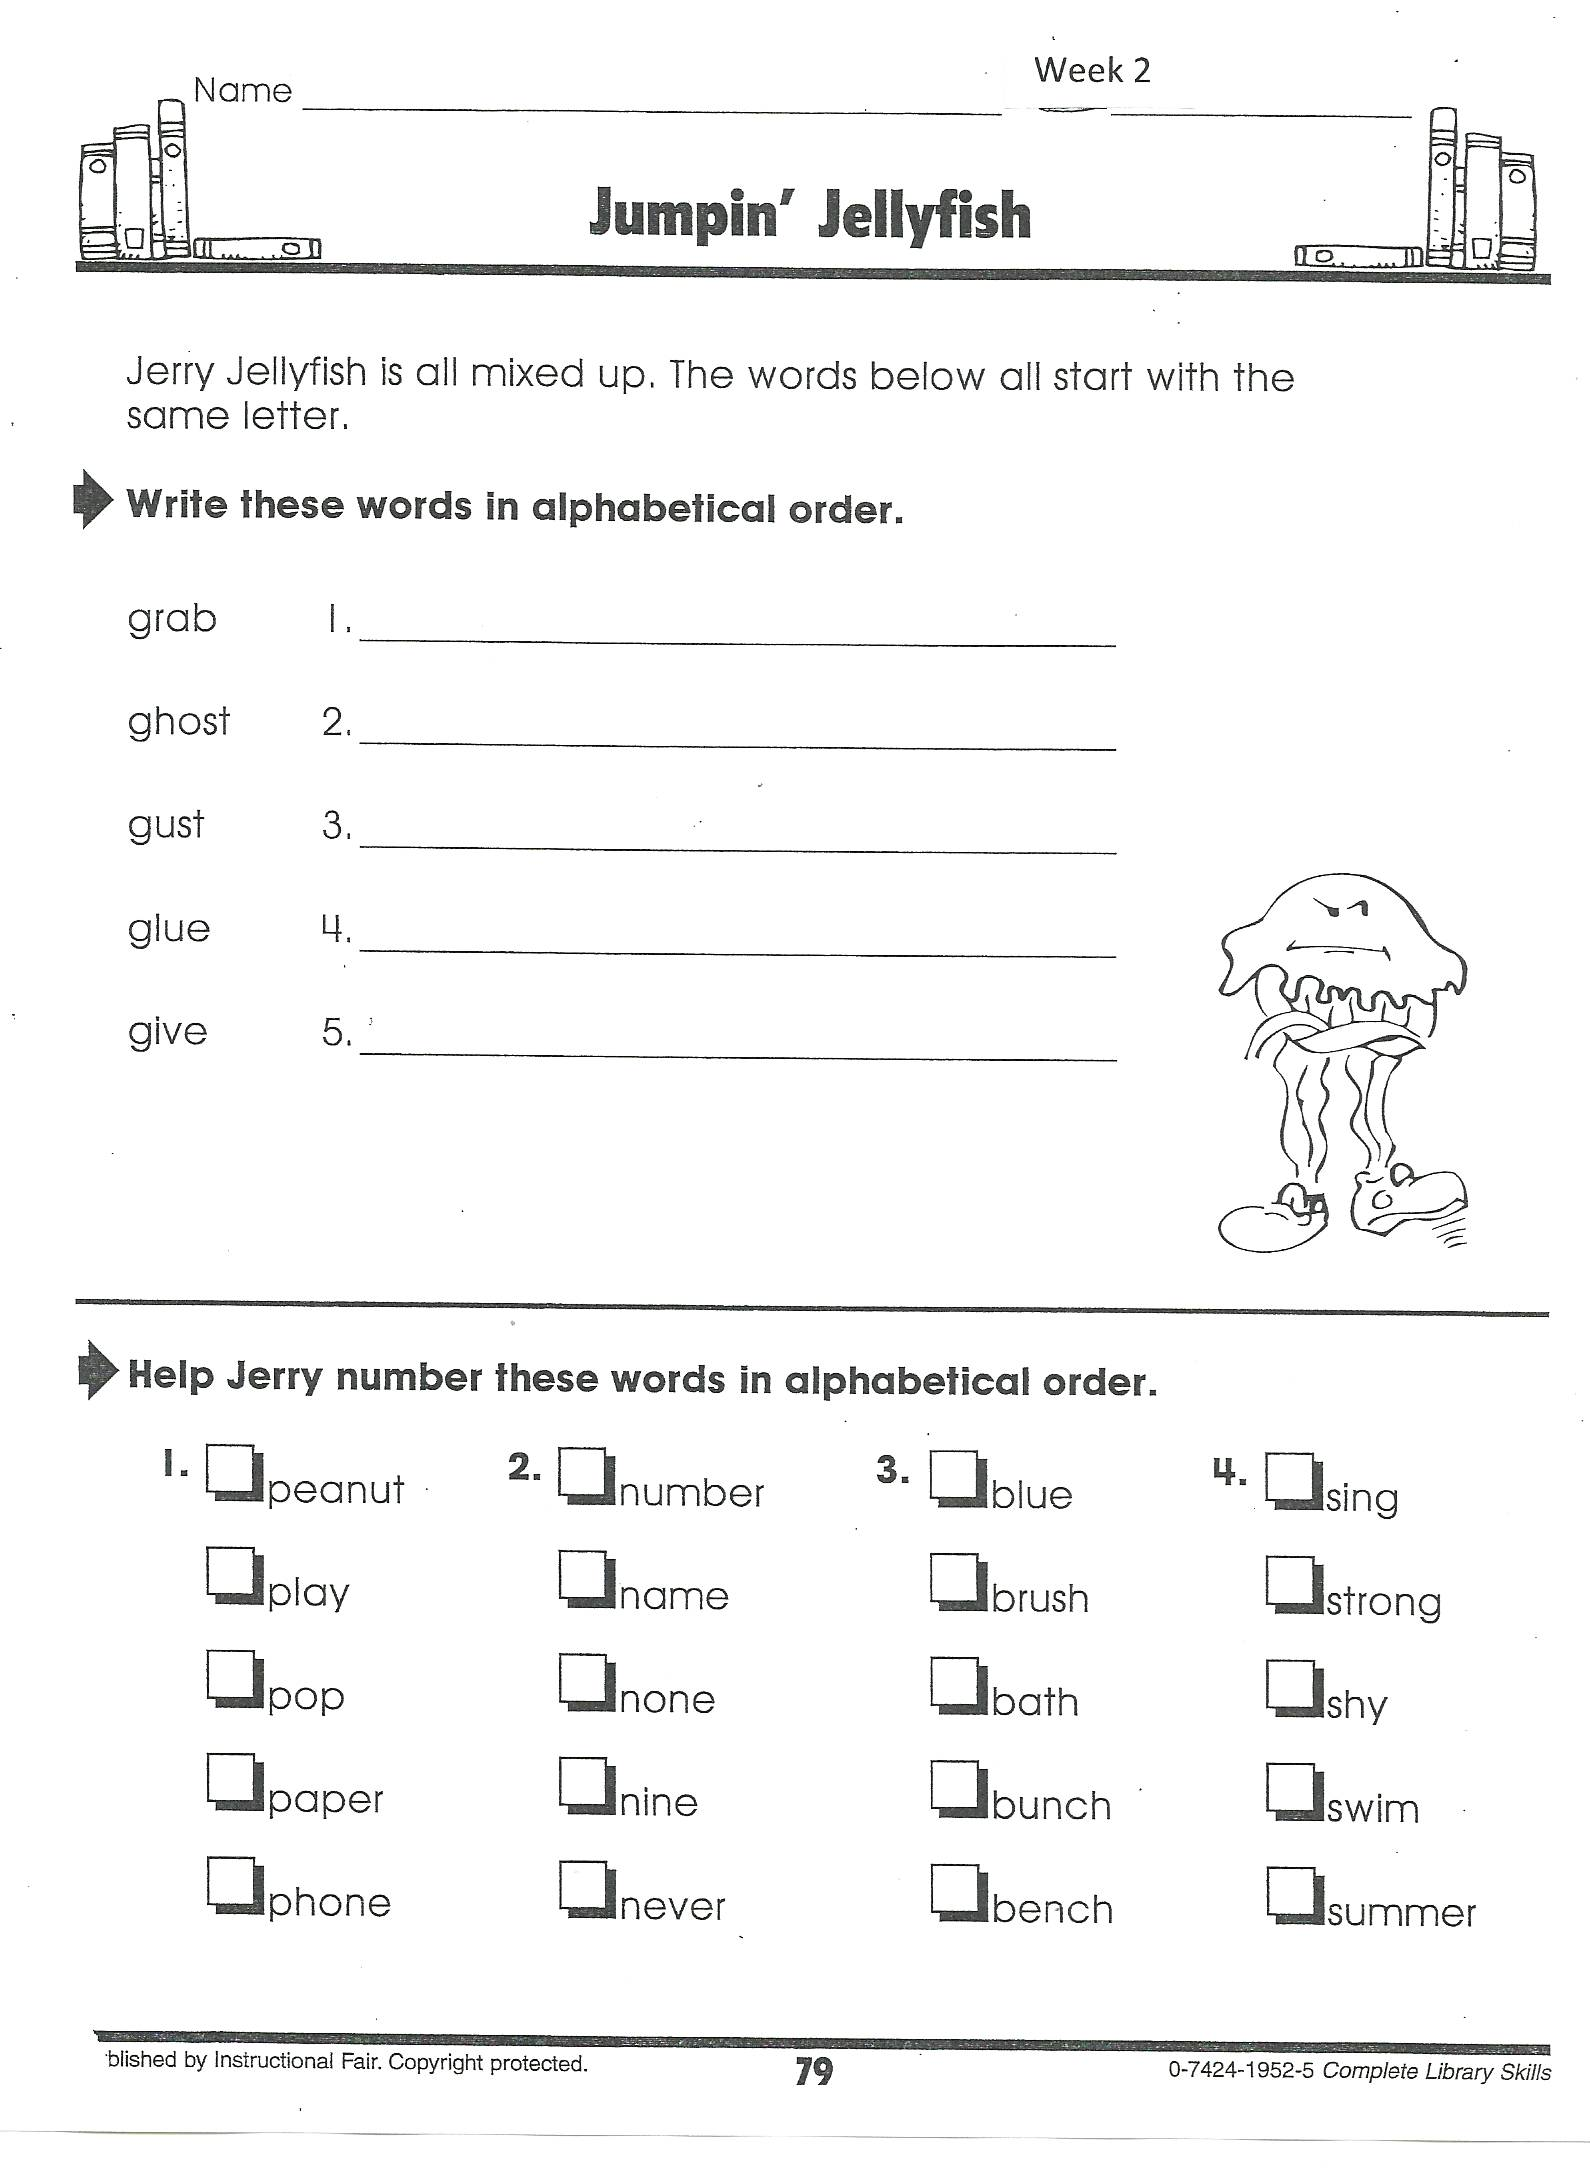 Name Week 2
Jumpin' Jellyfish
Jerry Jellyfish is all mixed up. The words below all start with the
same letter.
Write these words in alphabetical order.
grab 1.
ghost 2.
gust 3.
glue 4.
give 5.
Help Jerry number these words in alphabetical order.
1. peanut 2. number 3. blue 4. sing
play name brush strong
pop none bath shy
paper nine bunch swim
phone never bench summer
blished by Instructional Fair. Copyright protected. 79 0-7424-1952-5 Complete Library Skills